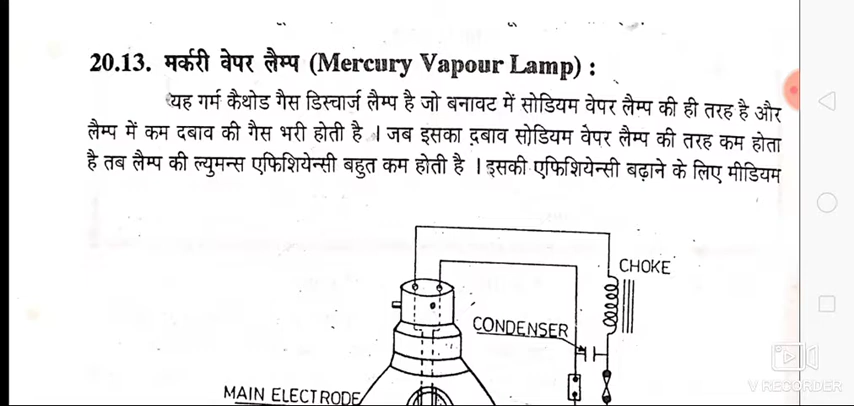 20.13. मर्करी वेपर लैम्प (Mercury Vapour Lamp) :
यह गर्म कैथोड गैस डिस्चार्ज लैम्प है जो बनावट में सोडियम वेपर लैम्प की ही तरह है और
लैम्प में कम दबाव की गैस भरी होती है । जब इसका दबाव सोडियम वेपर लैम्प की तरह कम होता
है तब लैम्प की ल्युमन्स एफिशियेन्सी बहुत कम होती है । इसकी एफिशियेन्सी बढ़ाने के लिए मीडियम
CHOKE
CONDENSER
MAIN ELECTRODE
V RECORDER